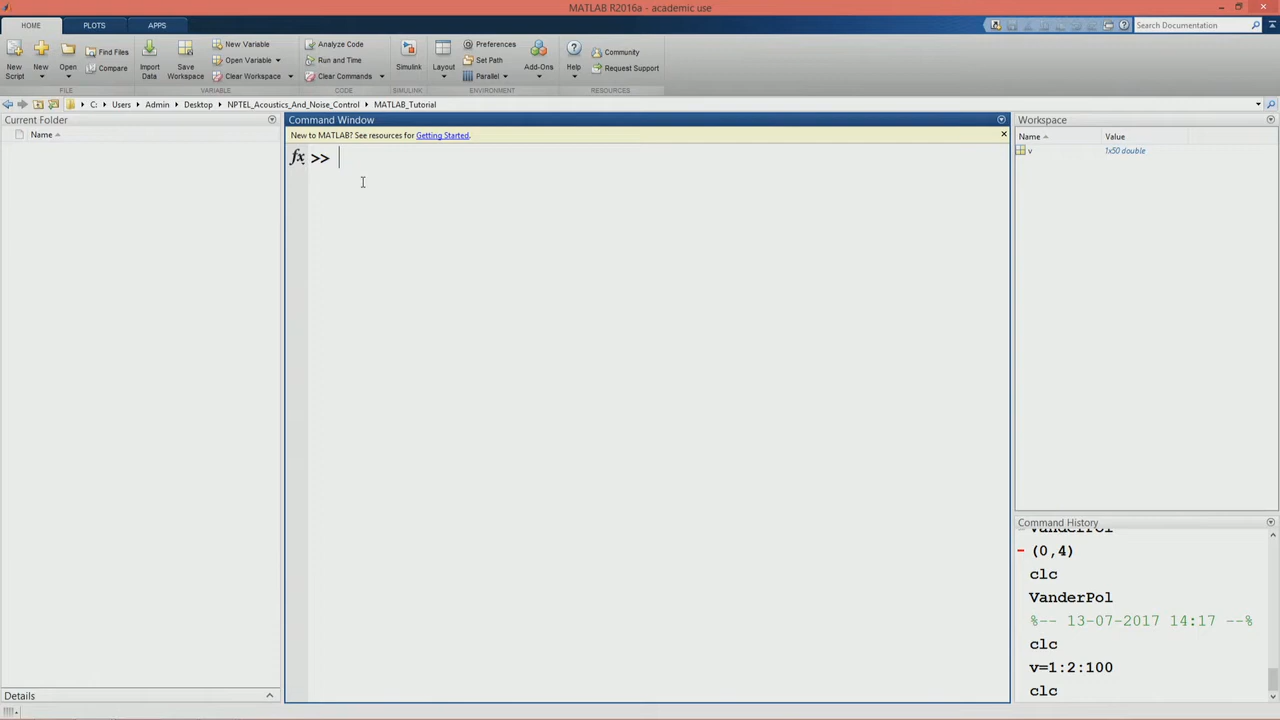 MATLAB R2016a - academic use
HOME PLOTS APPS
Search Documentation
New Script
New
Open
Find Files
Compare
Import Data
Save Workspace
New Variable
Open Variable
Clear Workspace
Analyze Code
Run and Time
Clear Commands
Simulink
Layout
Preferences
Set Path
Parallel
Add-Ons
Help
Community
Request Support
FILE VARIABLE CODE SIMULINK ENVIRONMENT RESOURCES
C: Users Admin Desktop NPTEL_Acoustics_And_Noise_Control MATLAB_Tutorial
Current Folder
Name
Details
Command Window
New to MATLAB? See resources for Getting Started.
fx >>
Workspace
Name Value
v 1x50 double
Command History
VanderPol
(0,4)
clc
VanderPol
%-- 13-07-2017 14:17 --%
clc
v=1:2:100
clc